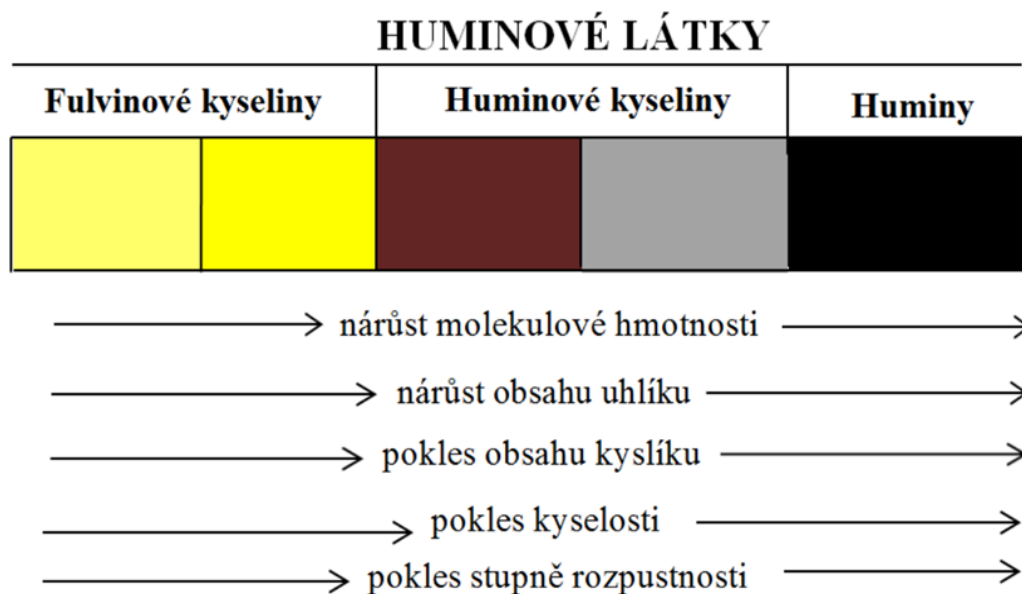 HUMINOVÉ LÁTKY
Fulvinové kyseliny Huminové kyseliny Huminy
nárůst molekulové hmotnosti
nárůst obsahu uhlíku
pokles obsahu kyslíku
pokles kyselosti
pokles stupně rozpustnosti